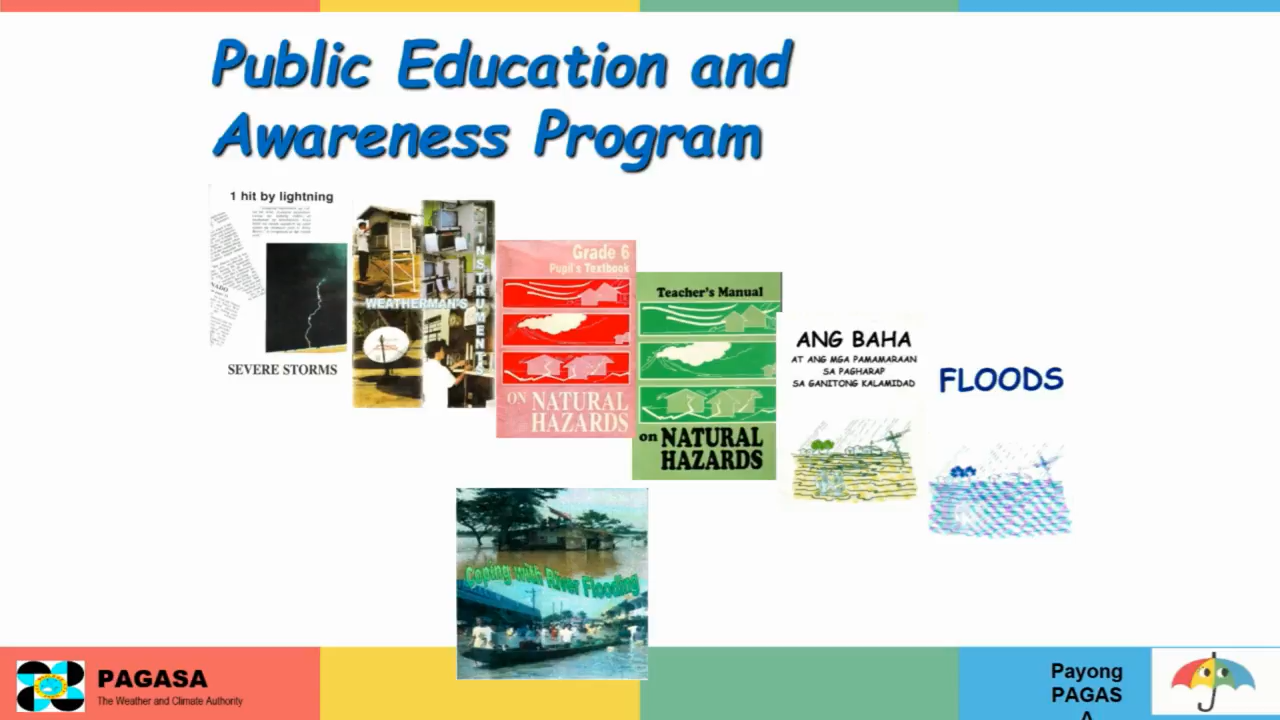 Public Education and
Awareness Program
1 hit by lightning
SEVERE STORMS
WEATHERMAN'S
INSTRUMENTS
Grade 6
Pupil's Textbook
ON NATURAL
HAZARDS
Teacher's Manual
on NATURAL
HAZARDS
ANG BAHA
AT ANG MGA PAMAMARAAN
SA PAGHARAP
SA GANITONG KALAMIDAD
FLOODS
Coping with River Flooding
PAGASA
The Weather and Climate Authority
Payong
PAGAS
A